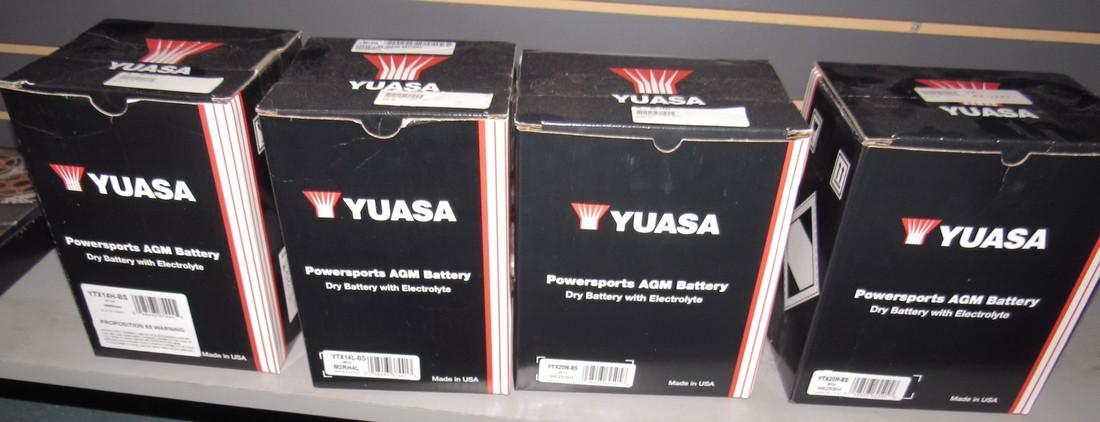 YUASA
YUASA
Powersports AGM Battery
Dry Battery with Electrolyte
YTX14H-BS
PROPOSITION 65 WARNING
Made in USA
YUASA
YUASA
Powersports AGM Battery
Dry Battery with Electrolyte
YTX14L-BS
M3RH4L
Made in USA
YUASA
YUASA
Powersports AGM Battery
Dry Battery with Electrolyte
YTX20H-BS
Made in USA
YUASA
YUASA
Powersports AGM Battery
Dry Battery with Electrolyte
YTX20H-BS
Made in USA